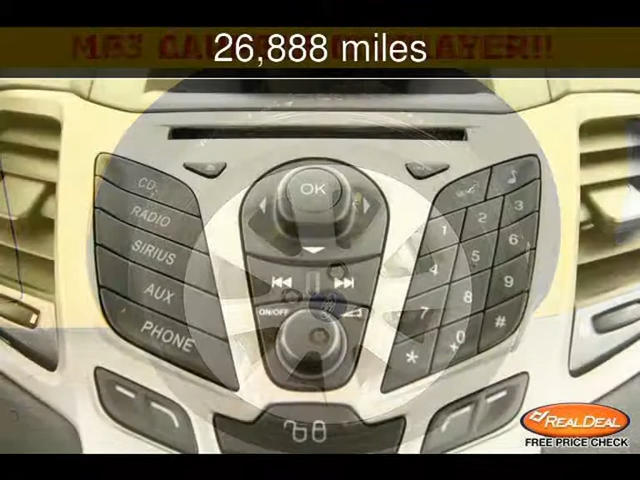 26,888 miles
OK
CD
RADIO
SIRIUS
AUX
PHONE
ON/OFF
1 2 3
4 5 6
7 8 9
* 0 #
REALDEAL
FREE PRICE CHECK